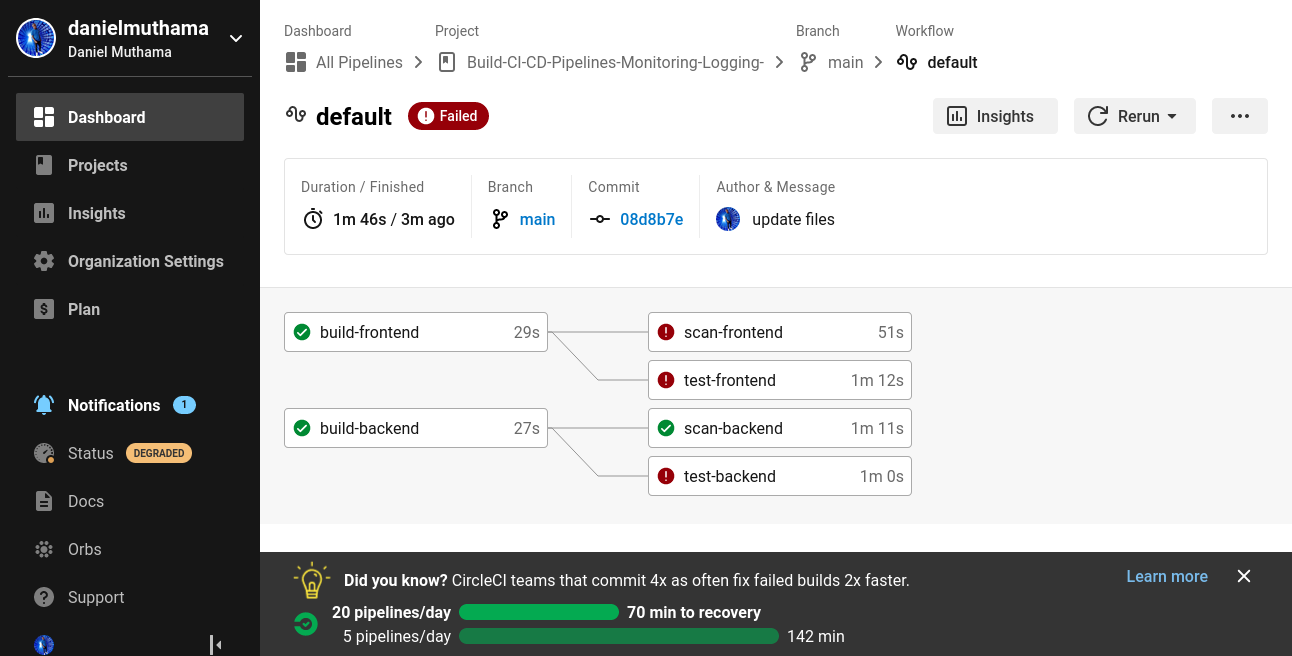 danielmuthama
Daniel Muthama
Dashboard
Projects
Insights
Organization Settings
Plan
Notifications 1
Status DEGRADED
Docs
Orbs
Support
Dashboard Project Branch Workflow
All Pipelines Build-CI-CD-Pipelines-Monitoring-Logging- main default
default Failed Insights Rerun
Duration / Finished Branch Commit Author & Message
1m 46s / 3m ago main 08d8b7e update files
build-frontend 29s scan-frontend 51s
test-frontend 1m 12s
build-backend 27s scan-backend 1m 11s
test-backend 1m 0s
Did you know? CircleCI teams that commit 4x as often fix failed builds 2x faster. Learn more
20 pipelines/day 70 min to recovery
5 pipelines/day 142 min